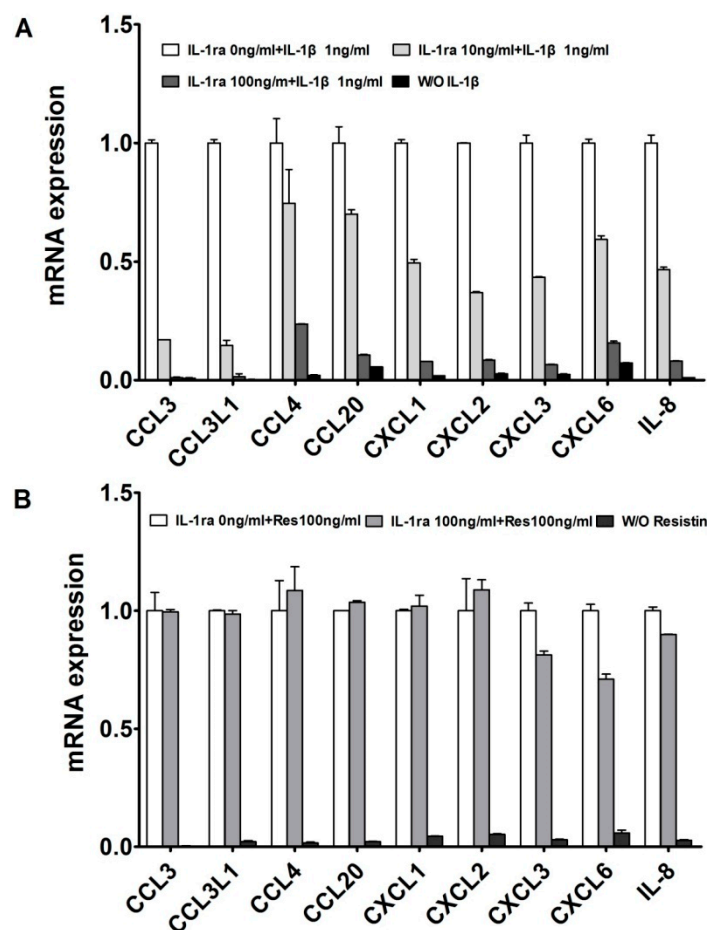 A
1.5
IL-1ra 0ng/ml+IL-1β 1ng/ml
IL-1ra 10ng/ml+IL-1β 1ng/ml
IL-1ra 100ng/m+IL-1β 1ng/ml
W/O IL-1β
mRNA expression
1.0
0.5
0.0
CCL3
CCL3L1
CCL4
CCL20
CXCL1
CXCL2
CXCL3
CXCL6
IL-8
B
1.5
IL-1ra 0ng/ml+Res100ng/ml
IL-1ra 100ng/ml+Res100ng/ml
W/O Resistin
mRNA expression
1.0
0.5
0.0
CCL3
CCL3L1
CCL4
CCL20
CXCL1
CXCL2
CXCL3
CXCL6
IL-8